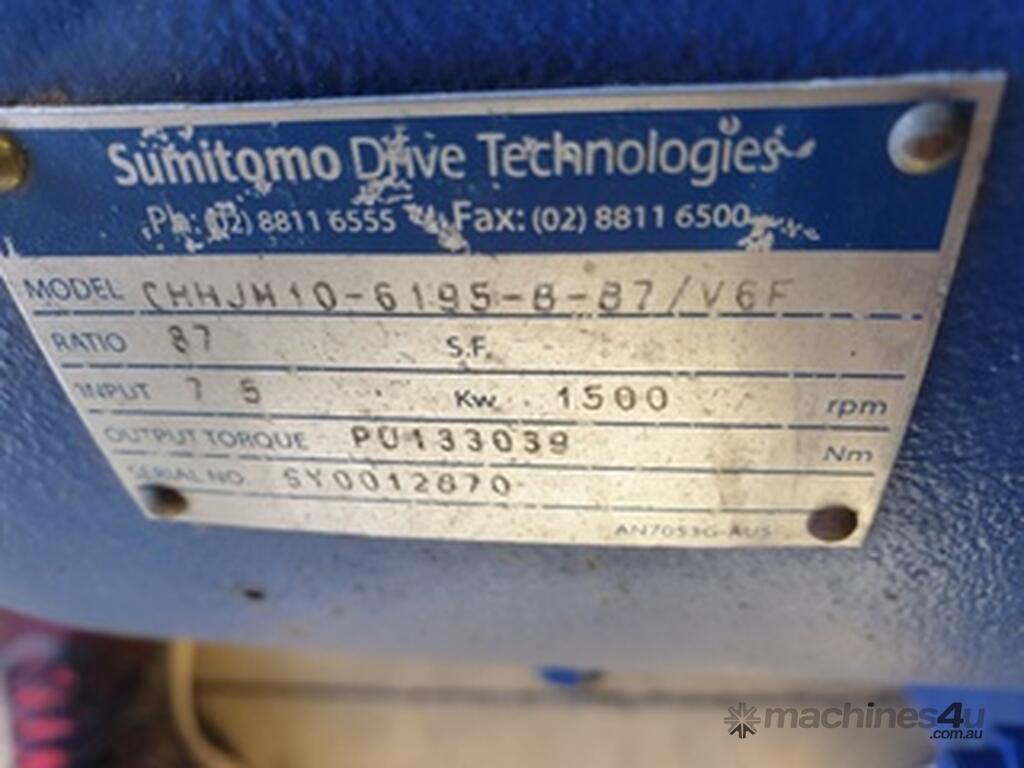 Sumitomo Drive Technologies
Ph: (02) 8811 6555 Fax: (02) 8811 6500
MODEL CHHJM10-6195-B-87/V6F
RATIO 87 S.F.
INPUT 7 5 Kw 1500 rpm
OUTPUT TORQUE PU133039 Nm
SERIAL NO. SY0012870
AN7053G-AUS
machines4u
.com.au